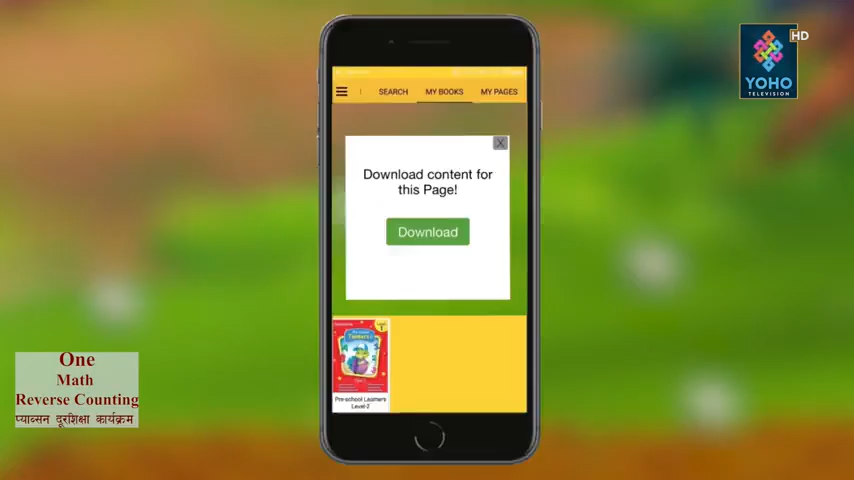 HD
YOHO
TELEVISION
SEARCH MY BOOKS MY PAGES
X
Download content for
this Page!
Download
Pre-school Learners
Level-2
One
Math
Reverse Counting
प्याब्सन दूरशिक्षा कार्यक्रम